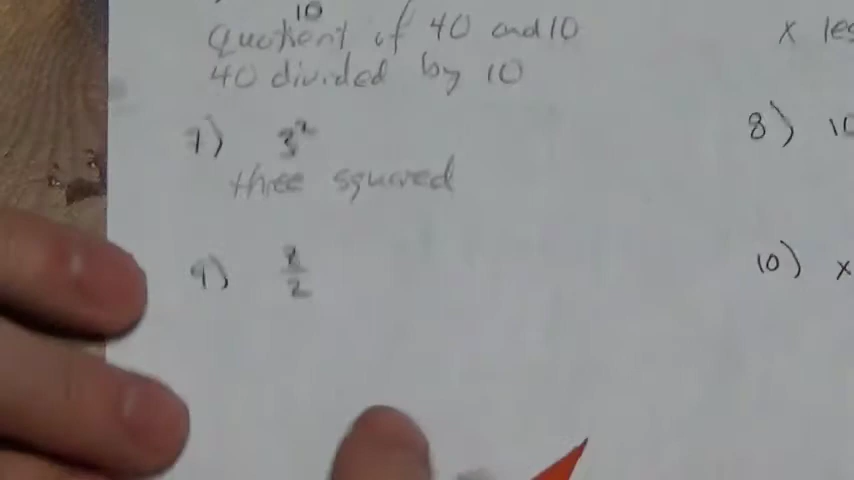 10
Quotient of 40 and 10
40 divided by 10
7) 3²
three squared
9) x/2
x les
8) 10
10) x